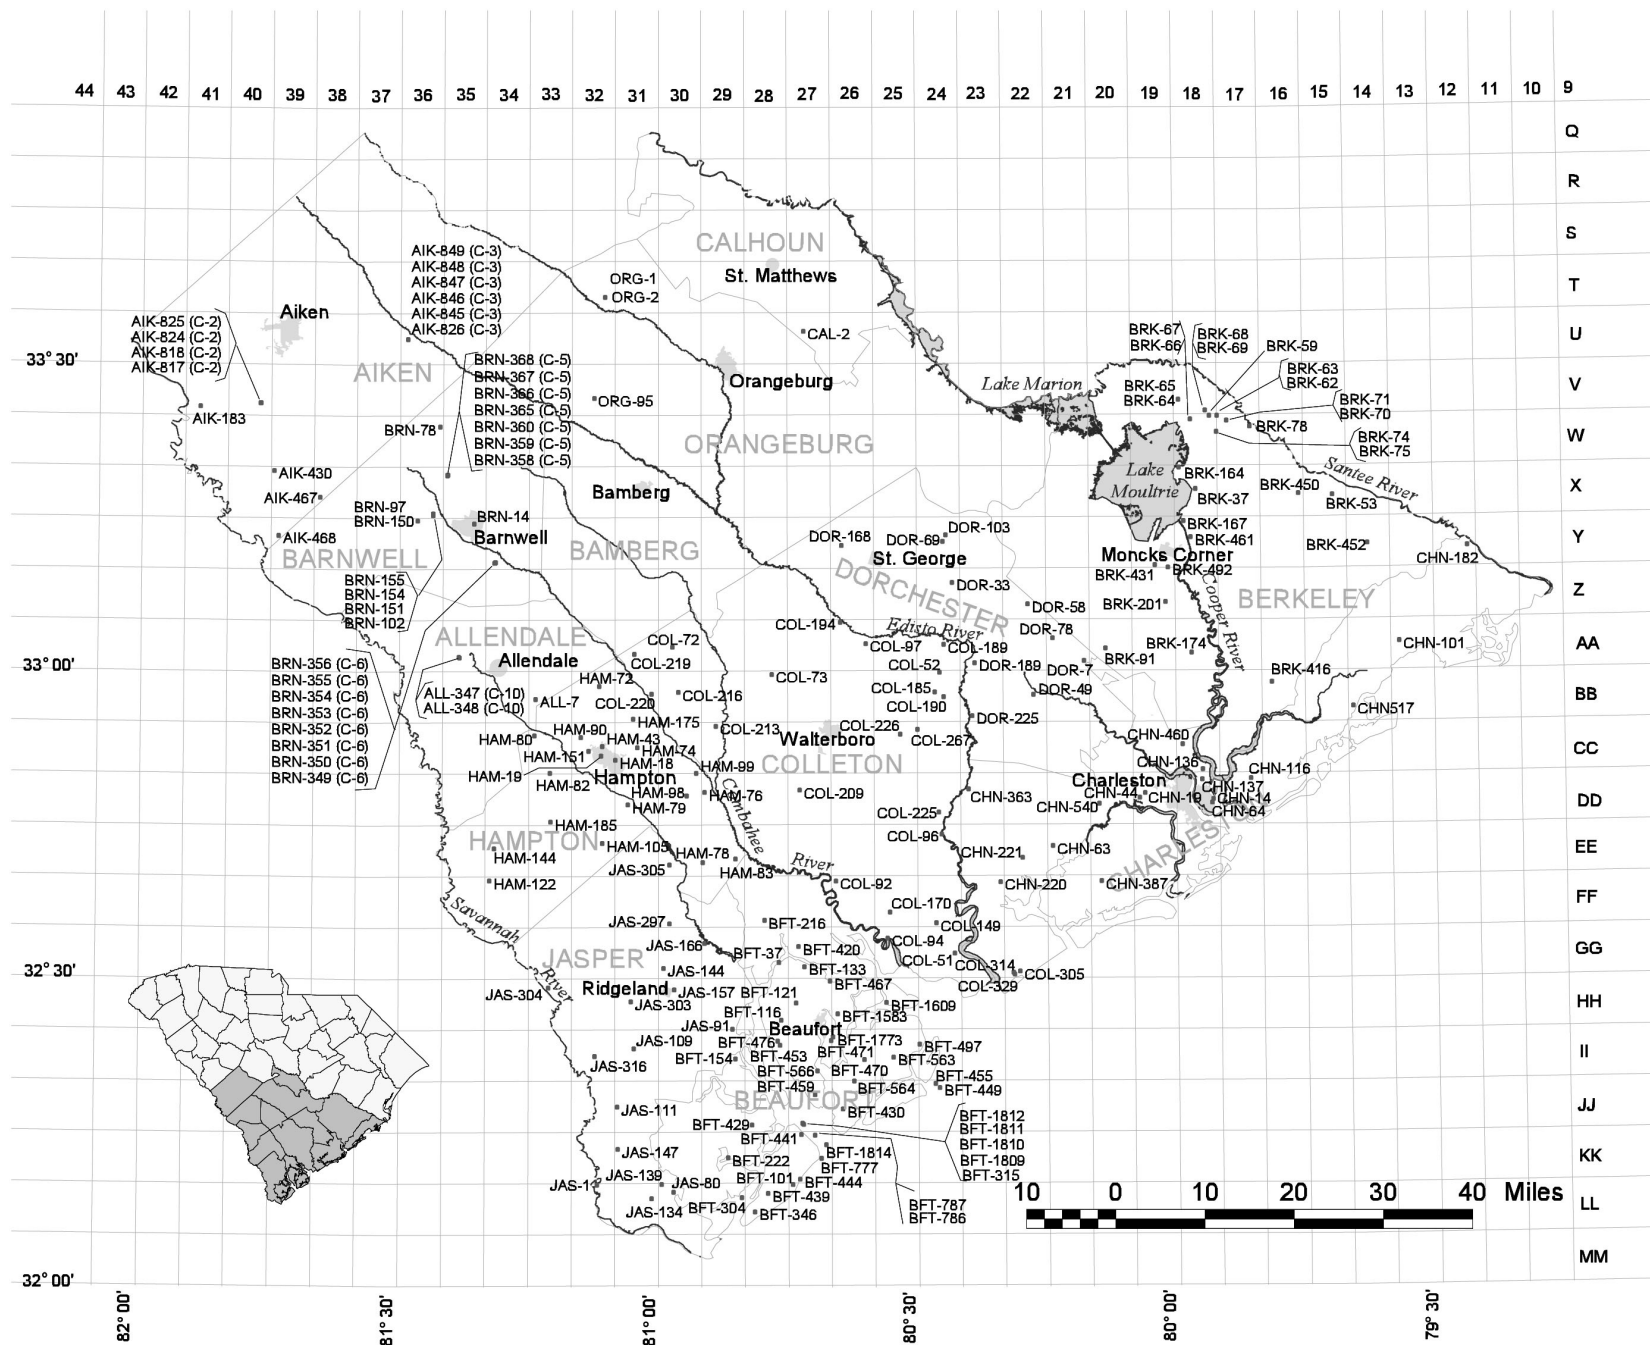 44 43 42 41 40 39 38 37 36 35 34 33 32 31 30 29 28 27 26 25 24 23 22 21 20 19 18 17 16 15 14 13 12 11 10 9
Q
R
S
T
U
V
W
X
Y
Z
AA
BB
CC
DD
EE
FF
GG
HH
II
JJ
KK
LL
MM
33° 30'
33° 00'
32° 30'
32° 00'
82° 00'
81° 30'
81° 00'
80° 30'
80° 00'
79° 30'
CALHOUN
St. Matthews
AIK-849 (C-3)
AIK-848 (C-3)
AIK-847 (C-3)
AIK-846 (C-3)
AIK-845 (C-3)
AIK-826 (C-3)
ORG-1
ORG-2
CAL-2
Aiken
AIK-825 (C-2)
AIK-824 (C-2)
AIK-818 (C-2)
AIK-817 (C-2)
AIKEN
AIK-183
BRN-368 (C-5)
BRN-367 (C-5)
BRN-366 (C-5)
BRN-365 (C-5)
BRN-360 (C-5)
BRN-359 (C-5)
BRN-358 (C-5)
Orangeburg
ORG-95
ORANGEBURG
BRN-78
Lake Marion
BRK-67
BRK-66
BRK-68
BRK-69
BRK-59
BRK-63
BRK-62
BRK-65
BRK-64
BRK-71
BRK-70
BRK-78
BRK-74
BRK-75
Lake
Moultrie
Santee River
BRK-164
BRK-37
BRK-450
BRK-53
BRK-167
BRK-461
BRK-452
CHN-182
Moncks Corner
BRK-431
BRK-492
BRK-201
Cooper River
BERKELEY
BRK-174
BRK-91
BRK-416
CHN-101
CHN517
AIK-430
AIK-467
AIK-468
Bamberg
BRN-97
BRN-150
BRN-14
Barnwell
BARNWELL
BAMBERG
BRN-155
BRN-154
BRN-151
BRN-102
DOR-168
DOR-69
DOR-103
St. George
DORCHESTER
DOR-33
DOR-58
DOR-78
DOR-7
DOR-49
DOR-189
DOR-225
Edisto River
COL-194
COL-97
COL-189
COL-52
COL-185
COL-190
COL-226
COL-267
COL-73
ALLENDALE
Allendale
COL-72
COL-219
HAM-72
COL-220
COL-216
COL-213
BRN-356 (C-6)
BRN-355 (C-6)
BRN-354 (C-6)
BRN-353 (C-6)
BRN-352 (C-6)
BRN-351 (C-6)
BRN-350 (C-6)
BRN-349 (C-6)
ALL-347 (C-10)
ALL-348 (C-10)
ALL-7
HAM-175
HAM-90
HAM-43
HAM-80
HAM-74
HAM-151
HAM-18
HAM-19
Hampton
HAM-99
HAM-82
HAM-98
HAM-76
HAM-79
Walterboro
COLLETON
COL-209
COL-225
COL-96
CHN-460
CHN-136
CHN-116
Charleston
CHN-137
CHN-44
CHN-19
CHN-14
CHN-540
CHN-64
CHARLESTON
CHN-363
CHN-221
CHN-63
CHN-220
CHN-387
HAMPTON
HAM-185
HAM-144
HAM-105
HAM-78
HAM-83
HAM-122
Combahee
River
JAS-305
COL-92
COL-170
COL-149
COL-94
COL-51
COL-314
COL-305
COL-329
Savannah
River
JAS-297
JAS-166
JASPER
JAS-144
Ridgeland
JAS-304
JAS-157
JAS-303
JAS-91
JAS-109
JAS-316
JAS-111
JAS-147
JAS-139
JAS-11
JAS-80
JAS-134
BFT-216
BFT-37
BFT-420
BFT-133
BFT-467
BFT-121
BFT-1609
BFT-116
BFT-1583
Beaufort
BFT-476
BFT-1773
BFT-497
BFT-154
BFT-453
BFT-471
BFT-563
BFT-566
BFT-470
BFT-455
BFT-459
BFT-564
BFT-449
BEAUFORT
BFT-430
BFT-429
BFT-441
BFT-1812
BFT-1811
BFT-1810
BFT-1809
BFT-315
BFT-1814
BFT-222
BFT-777
BFT-101
BFT-444
BFT-439
BFT-304
BFT-346
BFT-787
BFT-786
10 0 10 20 30 40 Miles